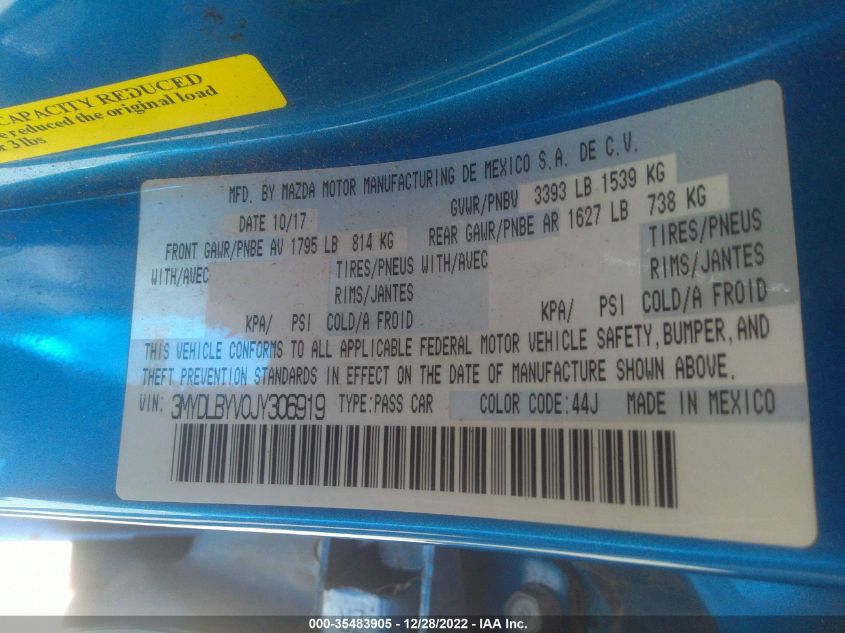 CAPACITY REDUCED
e reduced the original load
r 3 lbs
MFD. BY MAZDA MOTOR MANUFACTURING DE MEXICO S.A. DE C.V.
DATE 10/17 GVWR/PNBV 3393 LB 1539 KG
FRONT GAWR/PNBE AV 1795 LB 814 KG REAR GAWR/PNBE AR 1627 LB 738 KG
WITH/AVEC TIRES/PNEUS WITH/AVEC TIRES/PNEUS
RIMS/JANTES RIMS/JANTES
KPA/ PSI COLD/A FROID KPA/ PSI COLD/A FROID
THIS VEHICLE CONFORMS TO ALL APPLICABLE FEDERAL MOTOR VEHICLE SAFETY, BUMPER, AND
THEFT PREVENTION STANDARDS IN EFFECT ON THE DATE OF MANUFACTURE SHOWN ABOVE.
VIN: 3MYDLBYV0JY306919 TYPE:PASS CAR COLOR CODE:44J MADE IN MEXICO
000-35483905 - 12/28/2022 - IAA Inc.